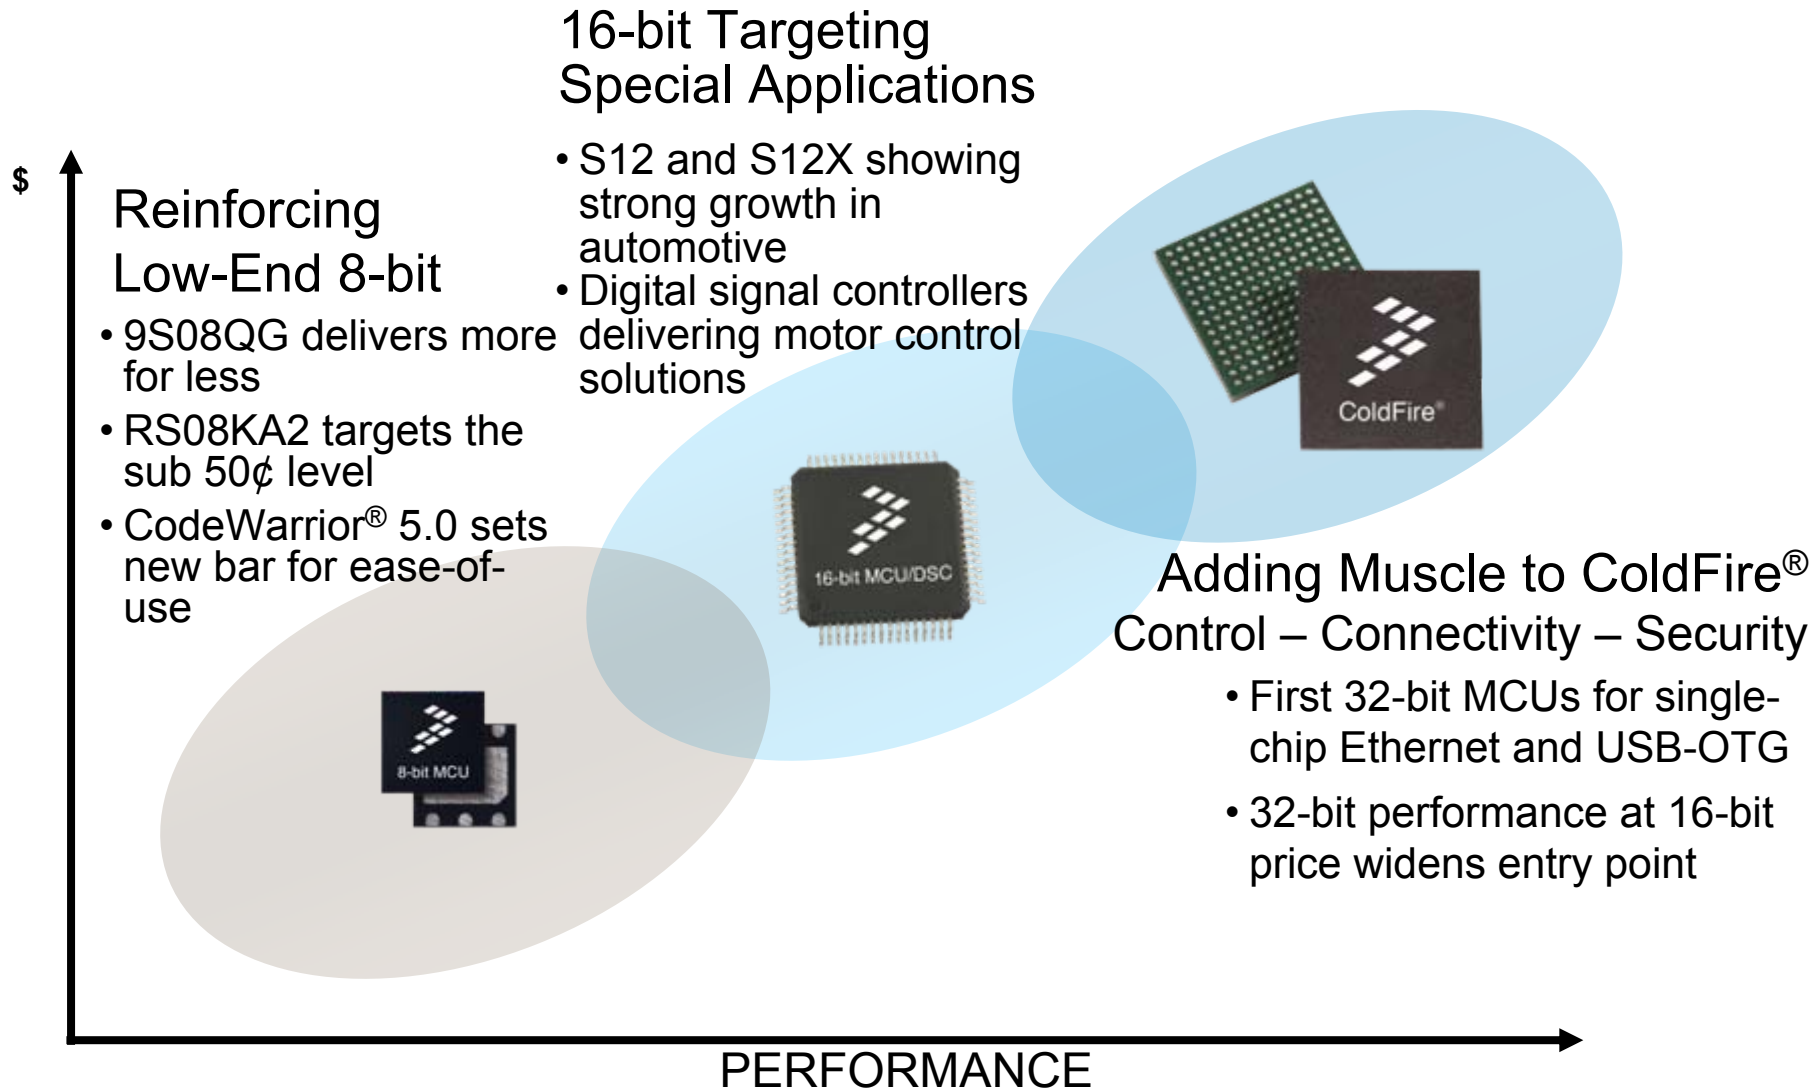 16-bit Targeting
Special Applications
• S12 and S12X showing
strong growth in
automotive
• Digital signal controllers
delivering motor control
solutions
$
Reinforcing
Low-End 8-bit
• 9S08QG delivers more
for less
• RS08KA2 targets the
sub 50¢ level
• CodeWarrior® 5.0 sets
new bar for ease-of-
use
ColdFire®
16-bit MCU/DSC
8-bit MCU
Adding Muscle to ColdFire®
Control – Connectivity – Security
• First 32-bit MCUs for single-
chip Ethernet and USB-OTG
• 32-bit performance at 16-bit
price widens entry point
PERFORMANCE